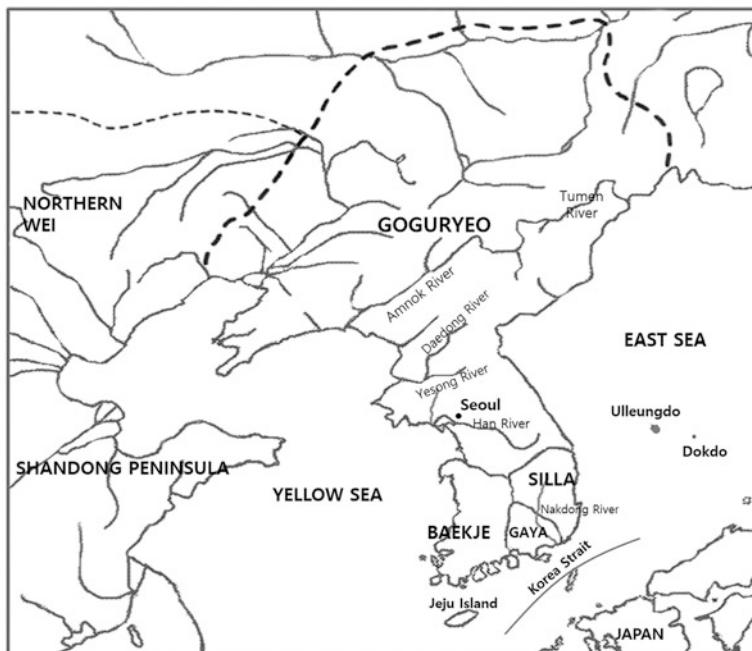 Tumen
River
NORTHERN
WEI
GOGURYEO
Amnok River
Daedong River
EAST SEA
Yesong River
Seoul
Han River
Ulleungdo
Dokdo
SHANDONG PENINSULA
SILLA
YELLOW SEA
Nakdong River
BAEKJE
GAYA
Korea Strait
Jeju Island
JAPAN